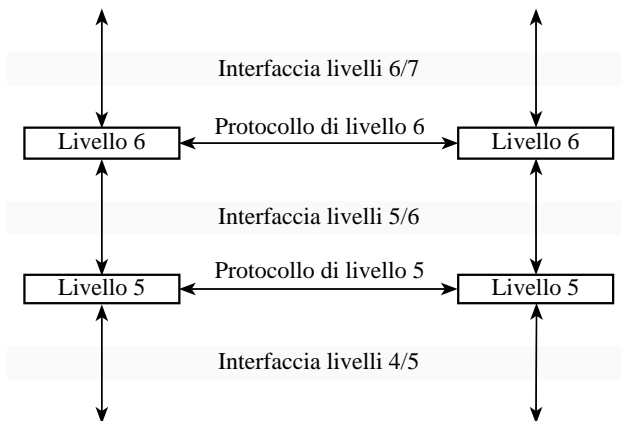 Interfaccia livelli 6/7
Protocollo di livello 6
Livello 6
Livello 6
Interfaccia livelli 5/6
Protocollo di livello 5
Livello 5
Livello 5
Interfaccia livelli 4/5